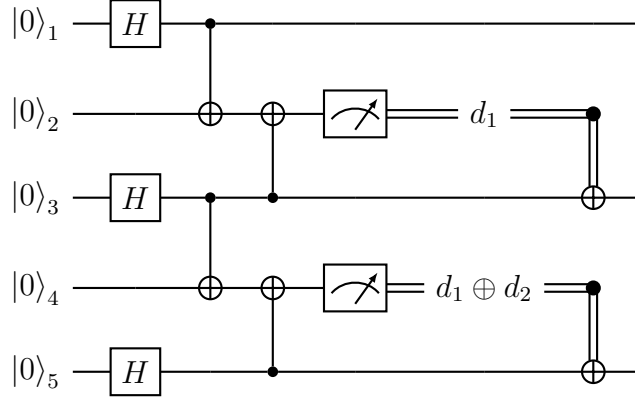 |0⟩₁ H
|0⟩₂ d₁
|0⟩₃ H
|0⟩₄ d₁ ⊕ d₂
|0⟩₅ H